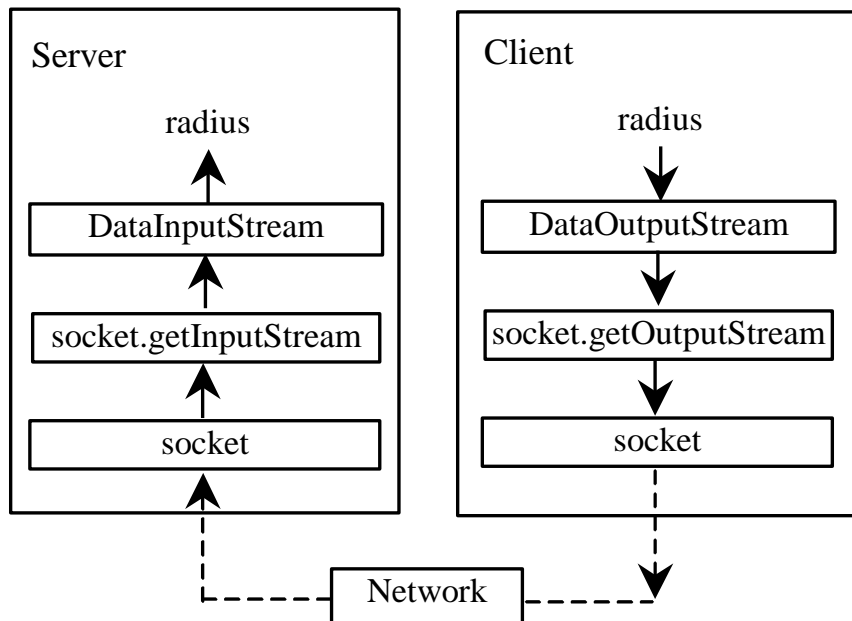 Server
radius
DataInputStream
socket.getInputStream
socket
Client
radius
DataOutputStream
socket.getOutputStream
socket
Network